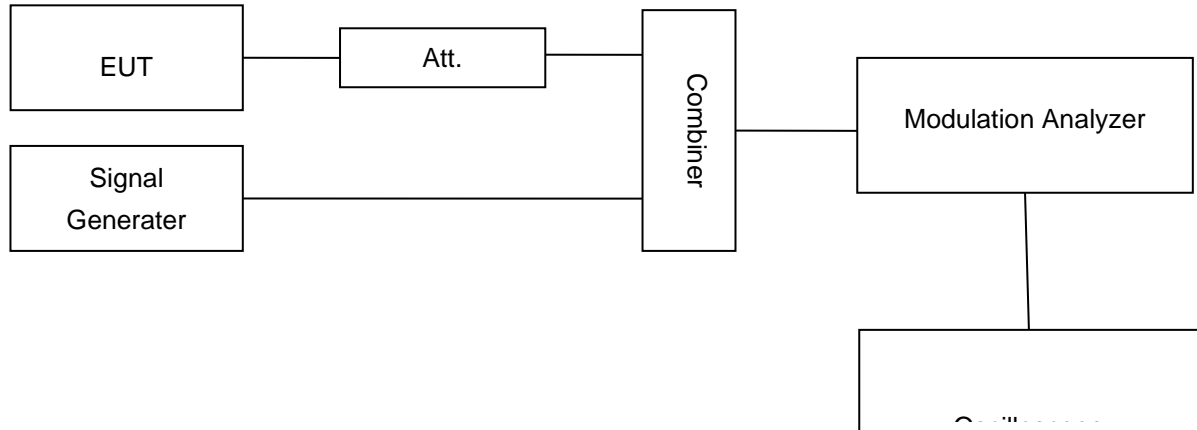 EUT
Att.
Combiner
Modulation Analyzer
Signal
Generater